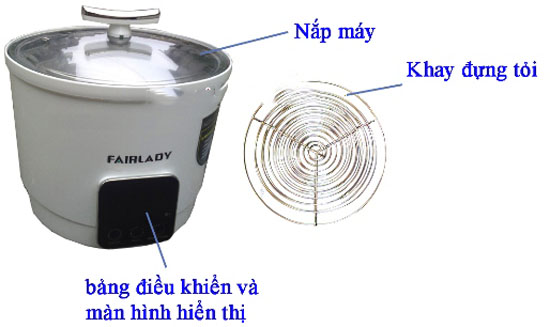 Nắp máy
Khay đựng tỏi
FAIRLADY
bảng điều khiển và
màn hình hiển thị